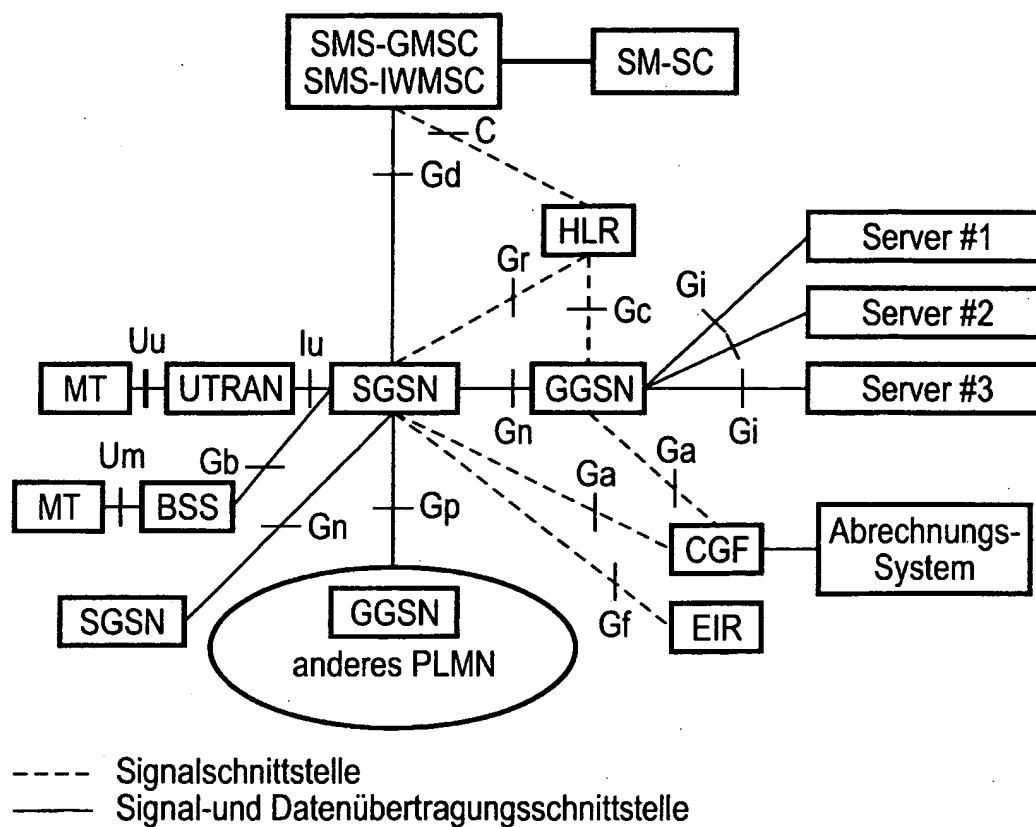 SMS-GMSC
SMS-IWMSC
SM-SC
C
Gd
HLR
Server #1
Gr
Gc
Gi
Server #2
Uu
Iu
MT
UTRAN
SGSN
GGSN
Server #3
Gn
Gi
Um
Gb
Ga
Ga
MT
BSS
Gn
Gp
CGF
Abrechnungs-
System
SGSN
GGSN
Gf
EIR
anderes PLMN
Signalschnittstelle
Signal-und Datenübertragungsschnittstelle